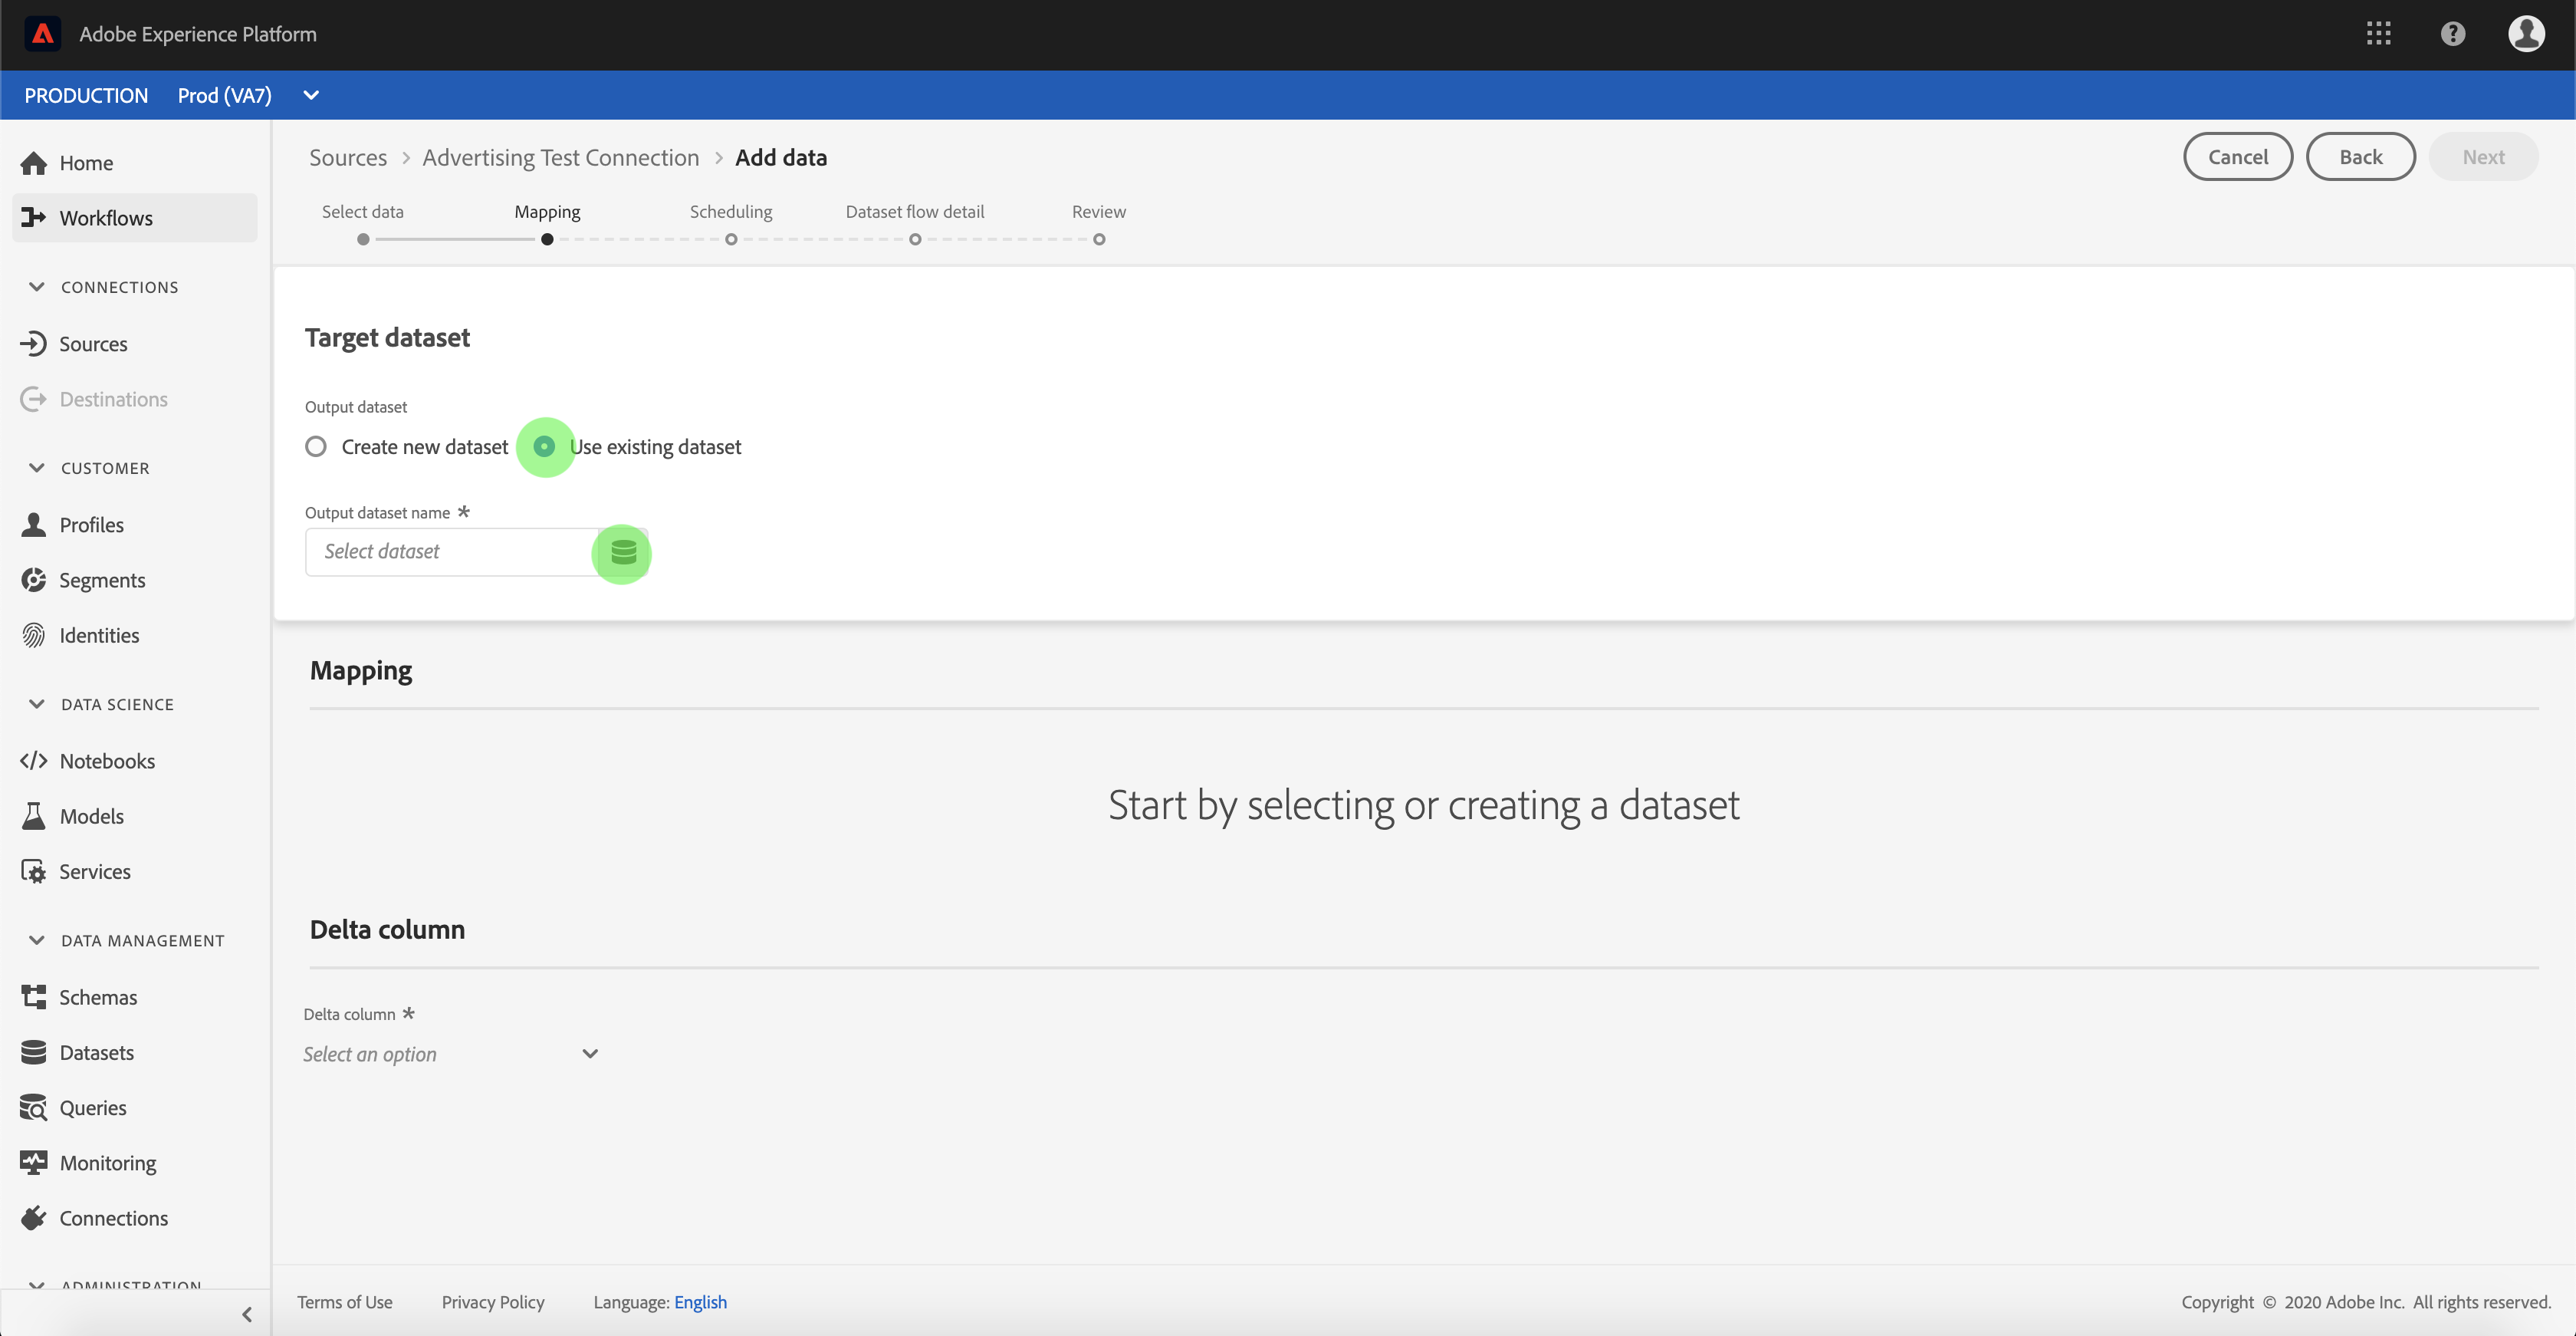 Adobe Experience Platform
PRODUCTION Prod (VA7)
Home
Workflows
CONNECTIONS
Sources
Destinations
CUSTOMER
Profiles
Segments
Identities
DATA SCIENCE
Notebooks
Models
Services
DATA MANAGEMENT
Schemas
Datasets
Queries
Monitoring
Connections
ADMINISTRATION
Sources > Advertising Test Connection > Add data
Cancel Back Next
Select data Mapping Scheduling Dataset flow detail Review
Target dataset
Output dataset
Create new dataset Use existing dataset
Output dataset name *
Select dataset
Mapping
Start by selecting or creating a dataset
Delta column
Delta column *
Select an option
Terms of Use Privacy Policy Language: English
Copyright © 2020 Adobe Inc. All rights reserved.